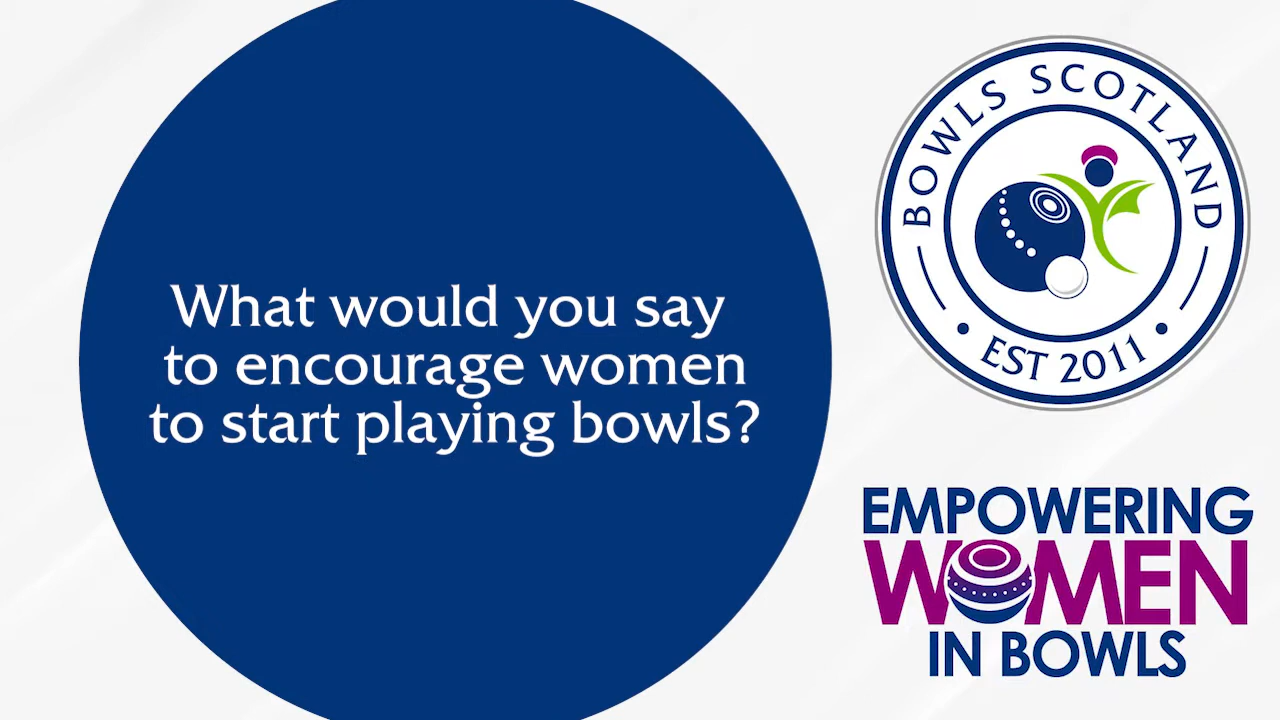 What would you say
to encourage women
to start playing bowls?
BOWLS SCOTLAND
EST 2011
EMPOWERING
WOMEN
IN BOWLS